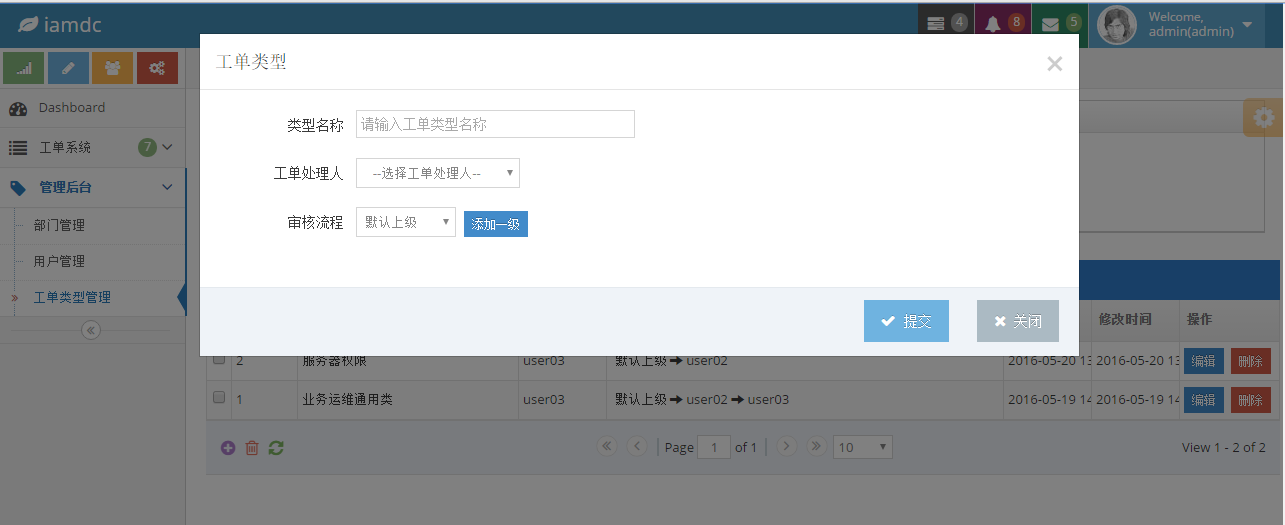 iamdc
4
8
5
Welcome,
admin(admin)
Dashboard
工单系统 7
管理后台
部门管理
用户管理
工单类型管理
工单类型
类型名称 请输入工单类型名称
工单处理人 --选择工单处理人--
审核流程 默认上级 添加一级
提交 关闭
修改时间 操作
2 服务器权限 user03 默认上级 user02 2016-05-20 13 2016-05-20 13 编辑 删除
1 业务运维通用类 user03 默认上级 user02 user03 2016-05-19 14 2016-05-19 14 编辑 删除
Page 1 of 1 10 View 1 - 2 of 2